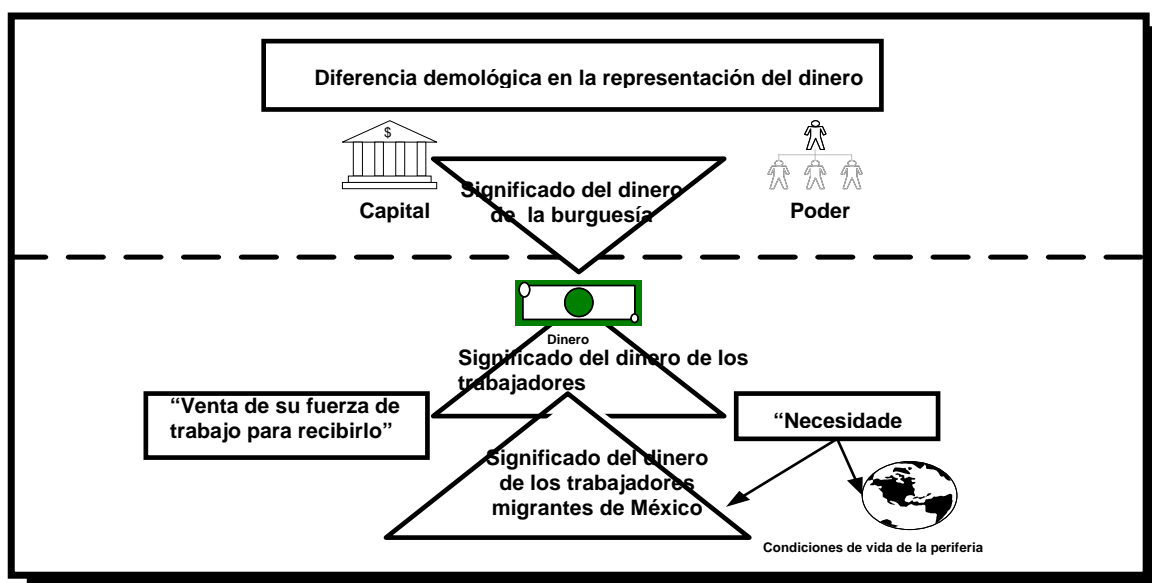 Diferencia demológica en la representación del dinero
$
Significado del dinero
de la burguesía
Capital
Poder
Dinero
Significado del dinero de los
trabajadores
“Venta de su fuerza de
trabajo para recibirlo”
“Necesidade
Significado del dinero
de los trabajadores
migrantes de México
Condiciones de vida de la periferia